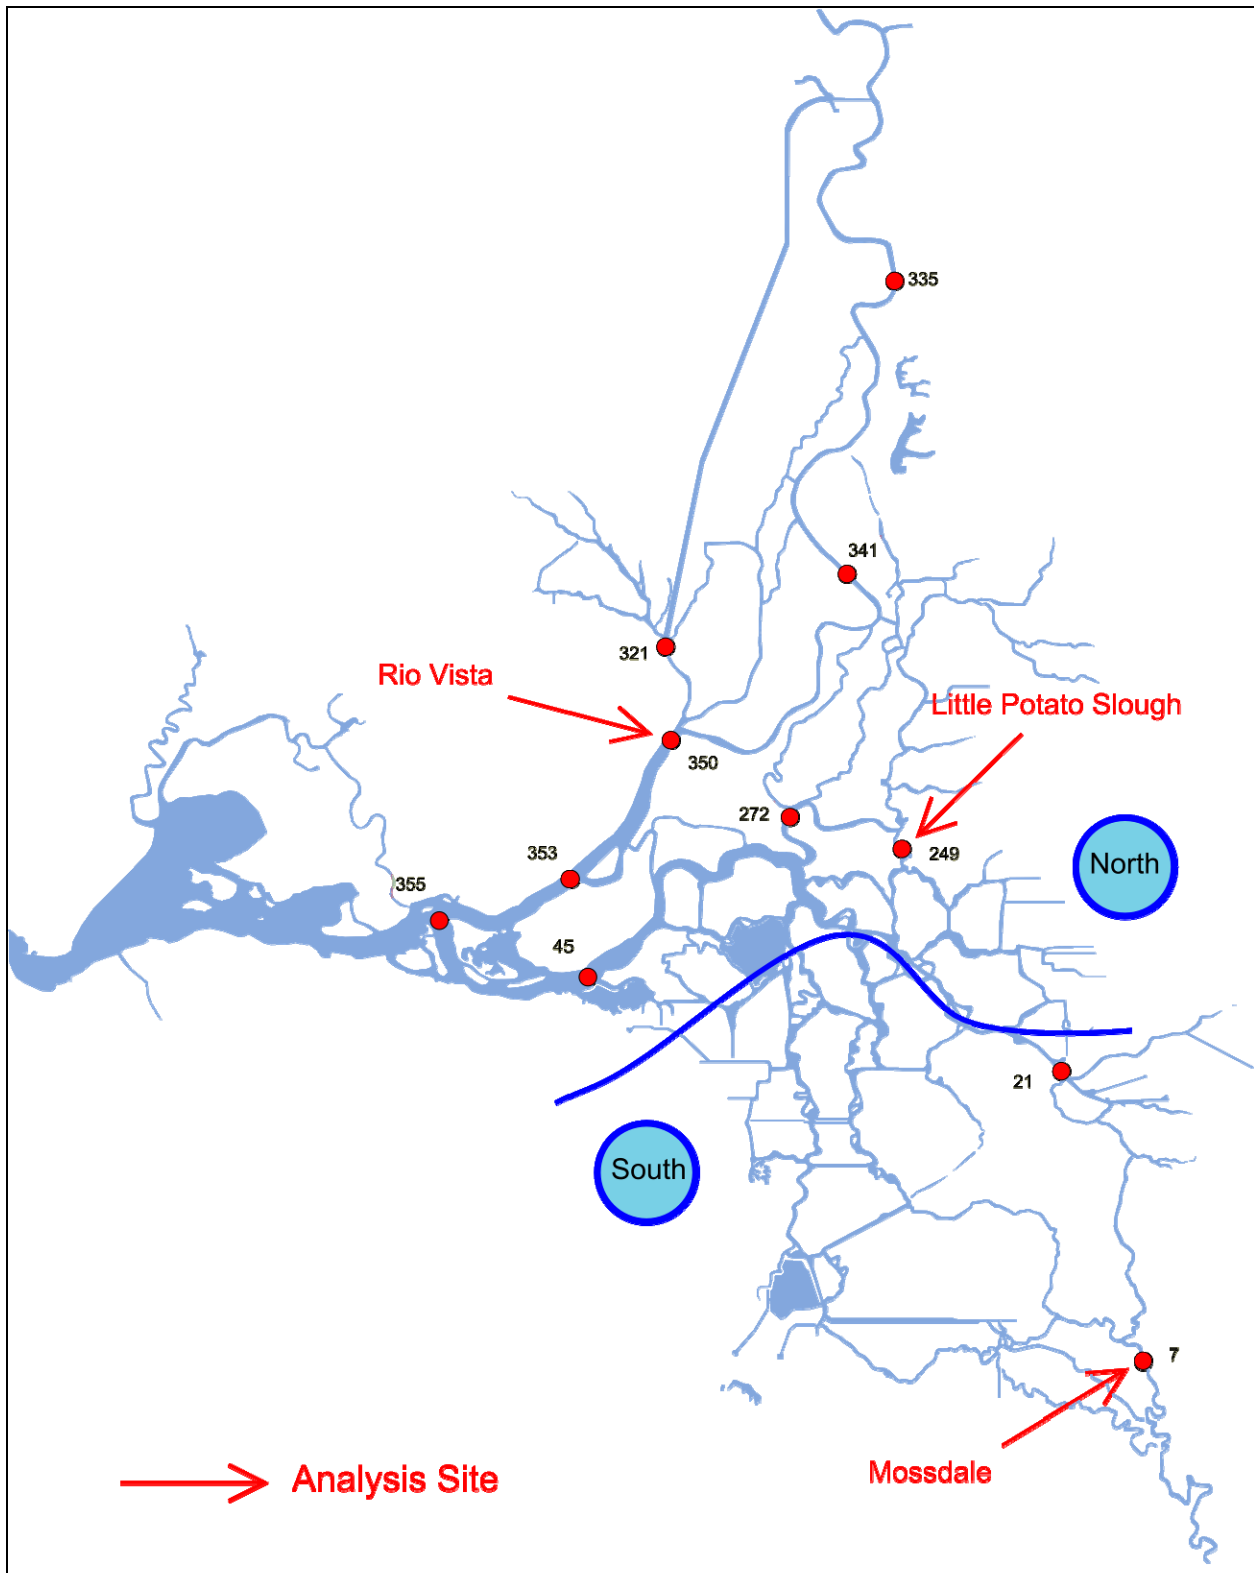 335
341
321
Rio Vista
Little Potato Slough
350
272
249
353
North
355
45
21
South
7
Mossdale
Analysis Site